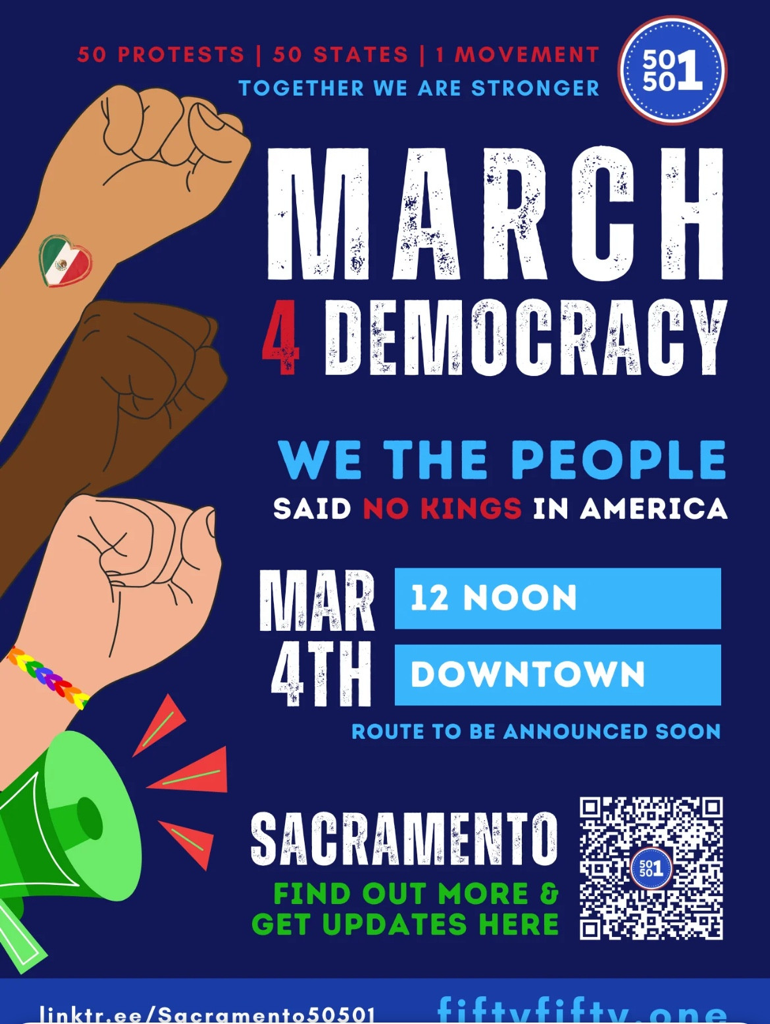 50 PROTESTS | 50 STATES | 1 MOVEMENT
TOGETHER WE ARE STRONGER
50
50
1
MARCH
4 DEMOCRACY
WE THE PEOPLE
SAID NO KINGS IN AMERICA
MAR
4TH
12 NOON
DOWNTOWN
ROUTE TO BE ANNOUNCED SOON
SACRAMENTO
FIND OUT MORE &
GET UPDATES HERE
50
50
1
linktr.ee/Sacramento50501
fiftyfifty.one